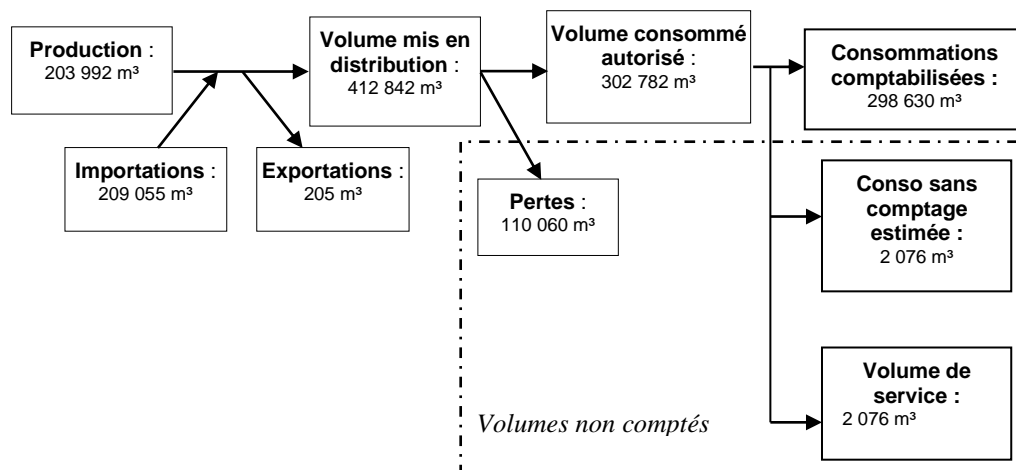 Production :
203 992 m³
Volume mis en
distribution :
412 842 m³
Volume consommé
autorisé :
302 782 m³
Consommations
comptabilisées :
298 630 m³
Importations :
209 055 m³
Exportations :
205 m³
Pertes :
110 060 m³
Conso sans
comptage
estimée :
2 076 m³
Volume de
service :
2 076 m³
Volumes non comptés